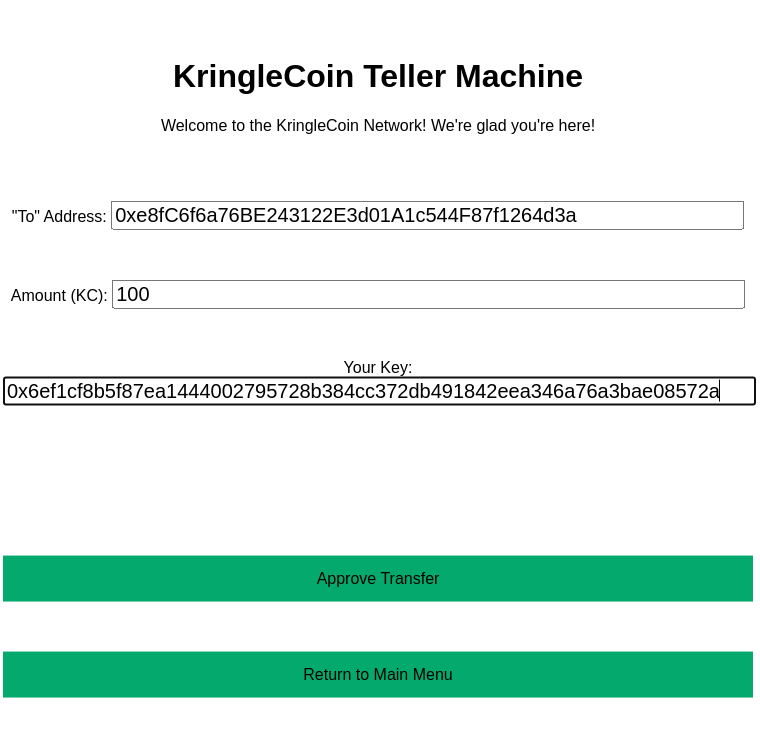 KringleCoin Teller Machine
Welcome to the KringleCoin Network! We're glad you're here!
"To" Address: 0xe8fC6f6a76BE243122E3d01A1c544F87f1264d3a
Amount (KC): 100
Your Key:
0x6ef1cf8b5f87ea1444002795728b384cc372db491842eea346a76a3bae08572a
Approve Transfer
Return to Main Menu